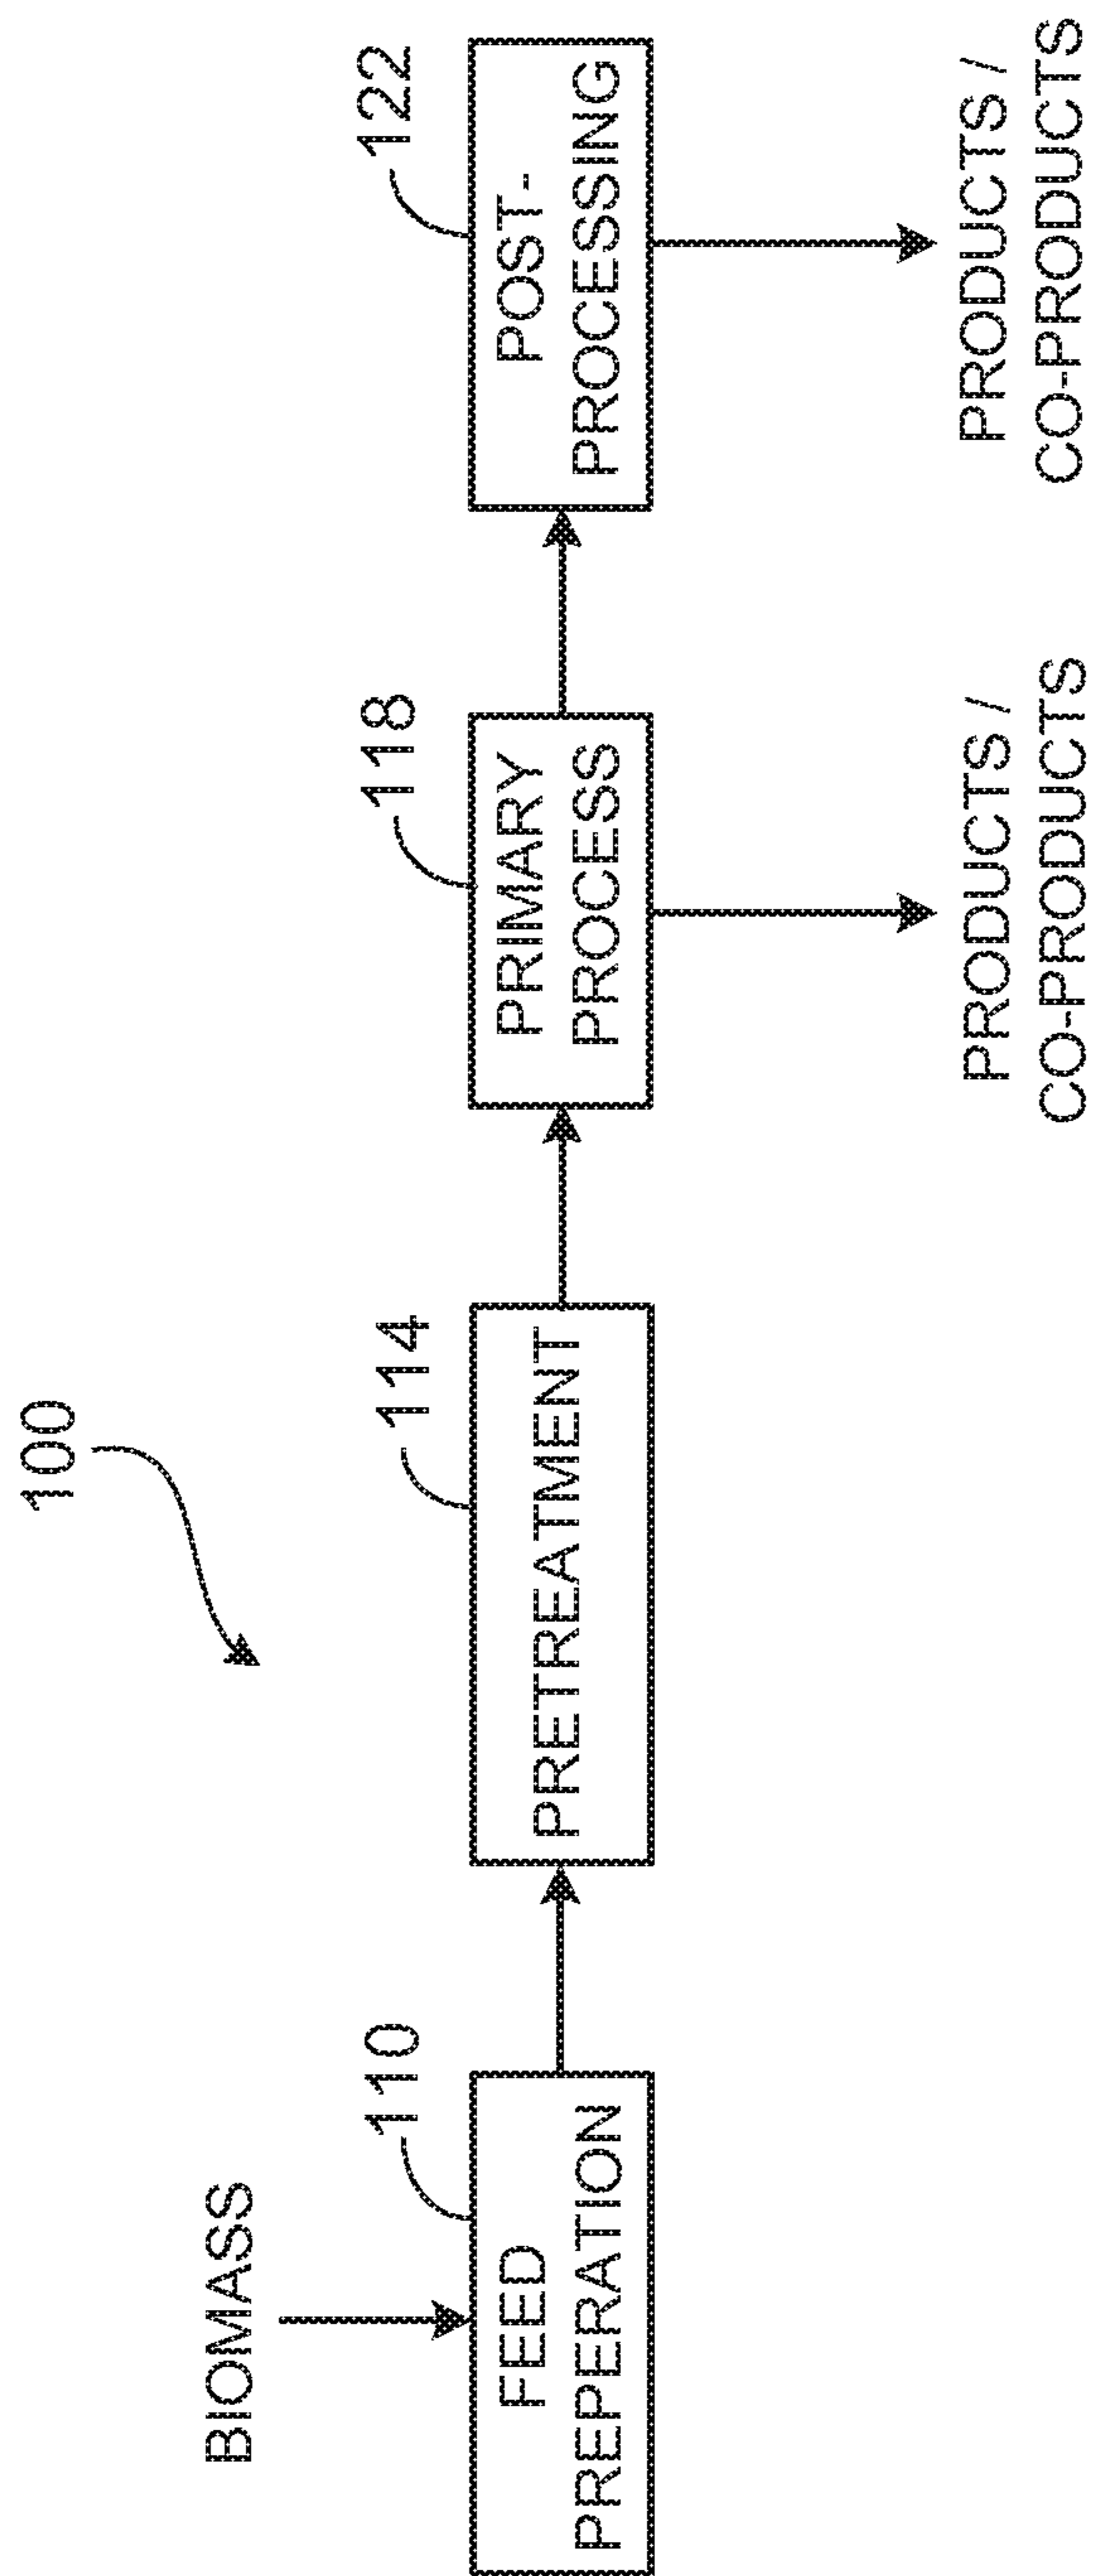 100
BIOMASS
110
FEED
PREPERATION
114
PRETREATMENT
118
PRIMARY
PROCESS
122
POST-
PROCESSING
PRODUCTS /
CO-PRODUCTS
PRODUCTS /
CO-PRODUCTS